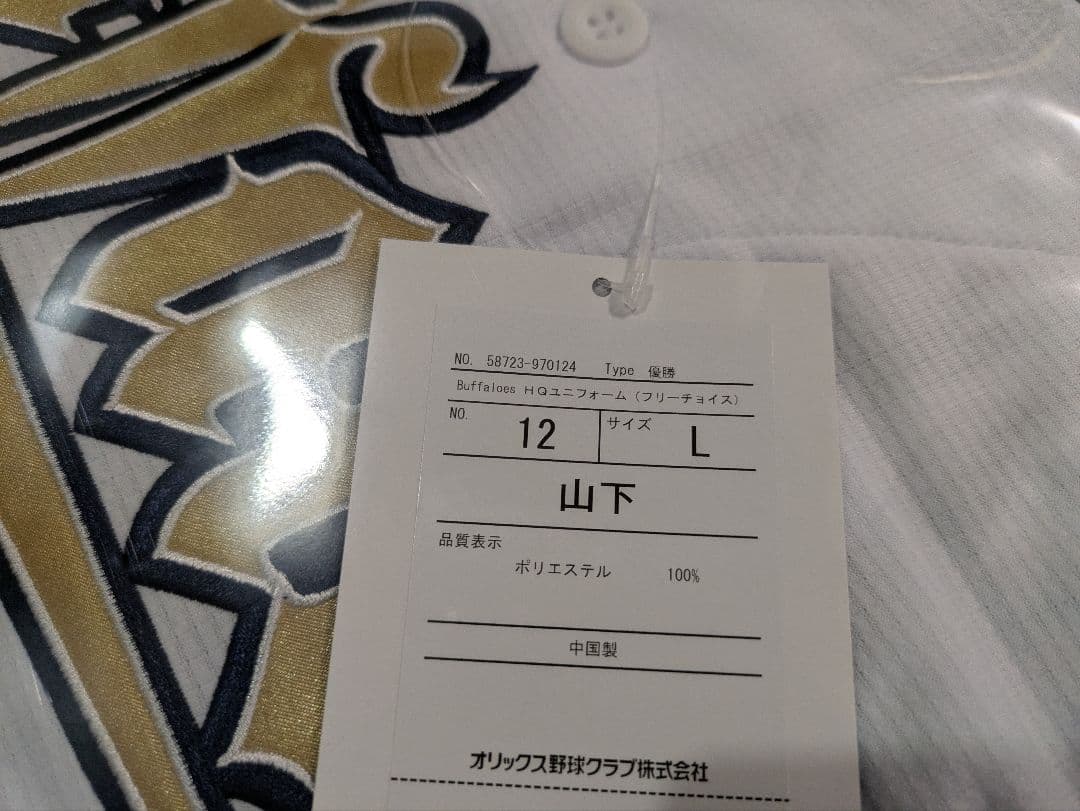 NO. 58723-970124 Type 優勝
Buffaloes HQユニフォーム (フリーチョイス)
NO. 12 サイズ L
山下
品質表示
ポリエステル 100%
中国製
オリックス野球クラブ株式会社